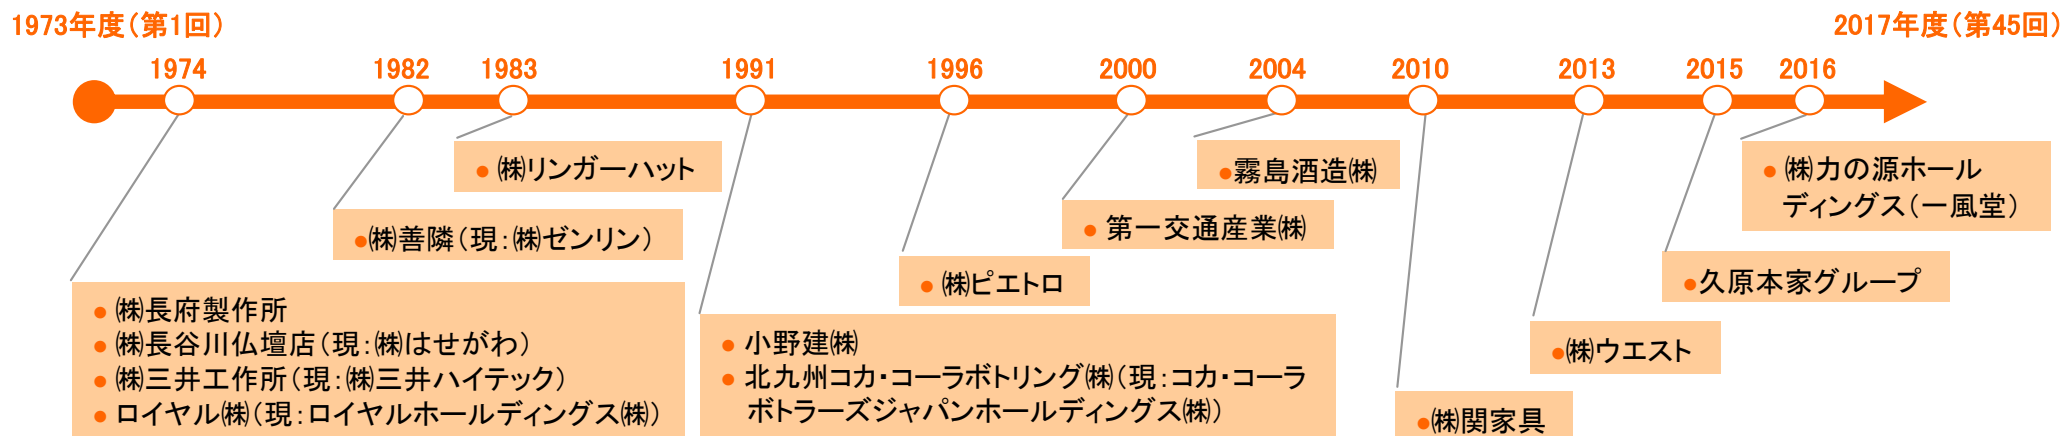 1973年度（第1回）
2017年度（第45回）
1974
1982
1983
1991
1996
2000
2004
2010
2013
2015
2016
● ㈱長府製作所
● ㈱長谷川仏壇店（現：㈱はせがわ）
● ㈱三井工作所（現：㈱三井ハイテック）
● ロイヤル㈱（現：ロイヤルホールディングス㈱）
●㈱善隣（現：㈱ゼンリン）
● ㈱リンガーハット
● 小野建㈱
● 北九州コカ・コーラボトリング㈱（現：コカ・コーラ
ボトラーズジャパンホールディングス㈱）
● ㈱ピエトロ
● 第一交通産業㈱
●霧島酒造㈱
●㈱関家具
●㈱ウエスト
●久原本家グループ
● ㈱力の源ホール
ディングス（一風堂）